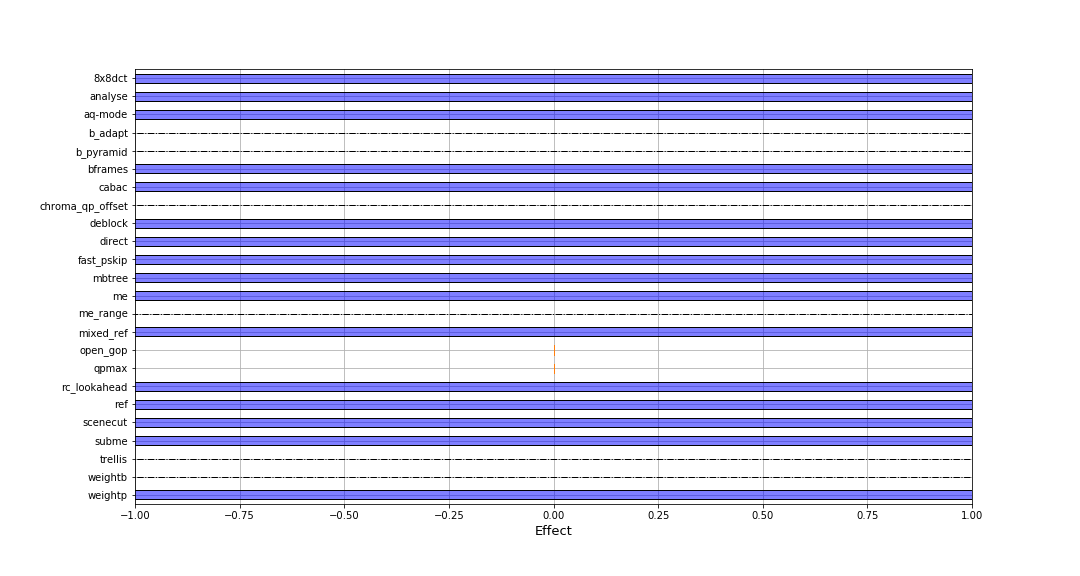 8x8dct
analyse
aq-mode
b_adapt
b_pyramid
bframes
cabac
chroma_qp_offset
deblock
direct
fast_pskip
mbtree
me
me_range
mixed_ref
open_gop
qpmax
rc_lookahead
ref
scenecut
subme
trellis
weightb
weightp
−1.00 −0.75 −0.50 −0.25 0.00 0.25 0.50 0.75 1.00
Effect